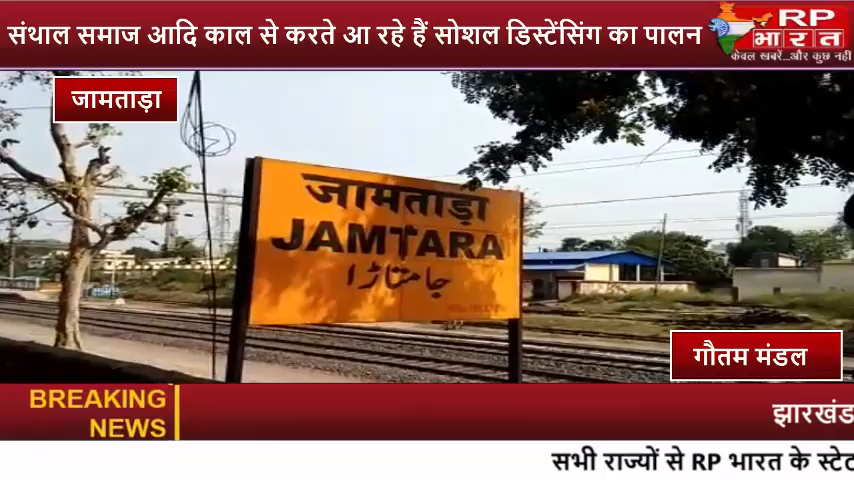 संथाल समाज आदि काल से करते आ रहे हैं सोशल डिस्टेंसिंग का पालन
RP
भारत
केवल खबरें...और कुछ नहीं
जामताड़ा
जामताड़ा
JAMTARA
جامتاڑا
गौतम मंडल
BREAKING
NEWS
झारखंड
सभी राज्यों से RP भारत के स्टेट